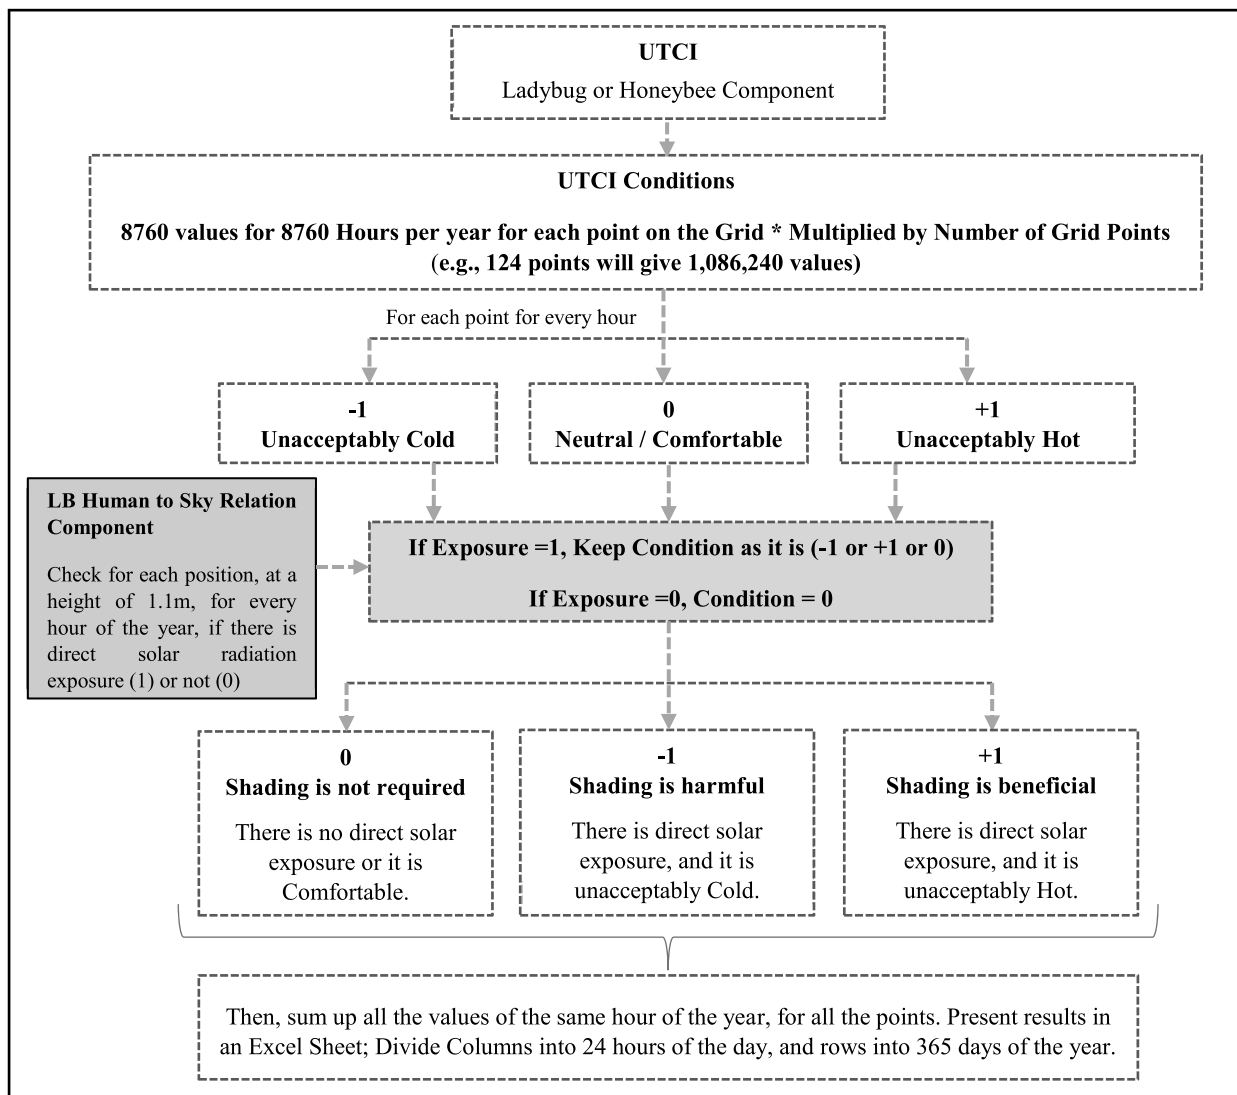 UTCI
Ladybug or Honeybee Component
UTCI Conditions
8760 values for 8760 Hours per year for each point on the Grid * Multiplied by Number of Grid Points
(e.g., 124 points will give 1,086,240 values)
For each point for every hour
-1
Unacceptably Cold
0
Neutral / Comfortable
+1
Unacceptably Hot
LB Human to Sky Relation
Component
Check for each position, at a
height of 1.1m, for every
hour of the year, if there is
direct solar radiation
exposure (1) or not (0)
If Exposure =1, Keep Condition as it is (-1 or +1 or 0)
If Exposure =0, Condition = 0
0
Shading is not required
There is no direct solar
exposure or it is
Comfortable.
-1
Shading is harmful
There is direct solar
exposure, and it is
unacceptably Cold.
+1
Shading is beneficial
There is direct solar
exposure, and it is
unacceptably Hot.
Then, sum up all the values of the same hour of the year, for all the points. Present results in
an Excel Sheet; Divide Columns into 24 hours of the day, and rows into 365 days of the year.